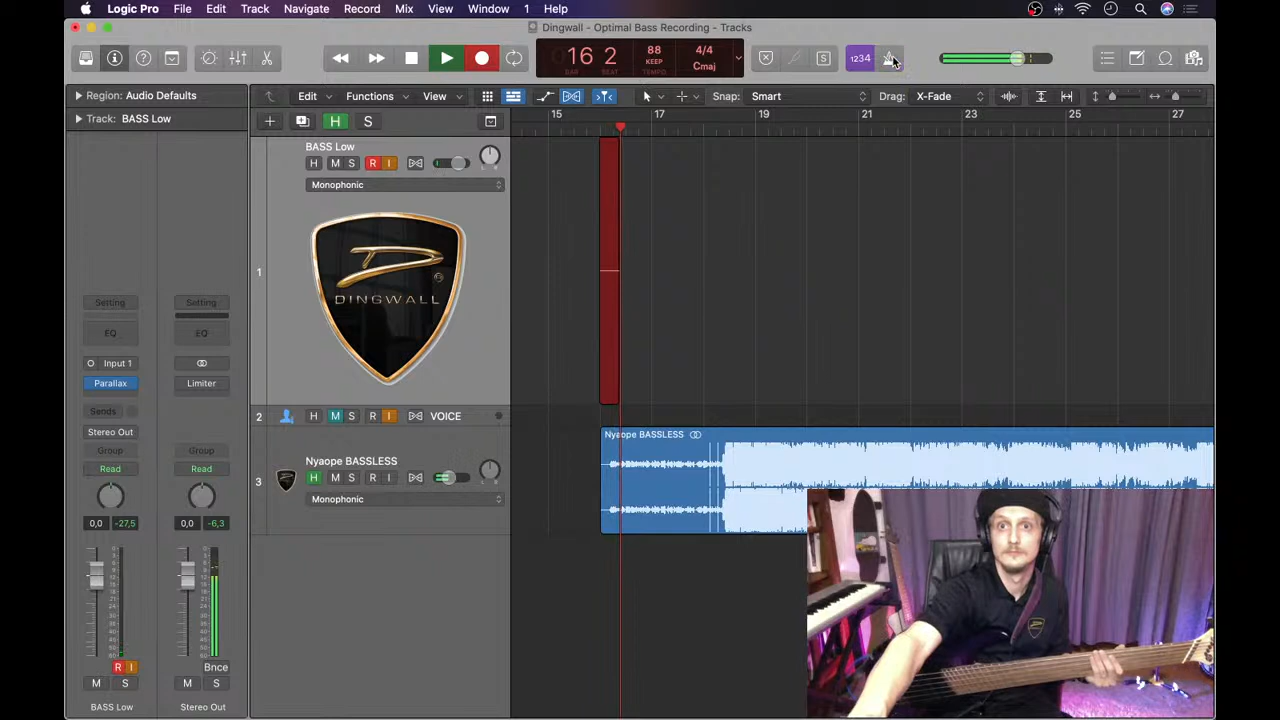 Logic Pro File Edit Track Navigate Record Mix View Window 1 Help
Dingwall - Optimal Bass Recording - Tracks
16 2 88 4/4
KEEP Cmaj
BAR BEAT TEMPO
S 1234
Region: Audio Defaults
Edit Functions View Snap: Smart Drag: X-Fade
Track: BASS Low
H S
15 17 19 21 23 25 27
1
BASS Low
H M S R I
Monophonic
DINGWALL
2 H M S R I VOICE
3
Nyaope BASSLESS
H M S R I
Monophonic
Nyaope BASSLESS
Setting Setting
EQ EQ
Input 1
Parallax Limiter
Sends
Stereo Out
Group Group
Read Read
0,0 -27,5 0,0 -6,3
R I Bnce
M S M S
BASS Low Stereo Out